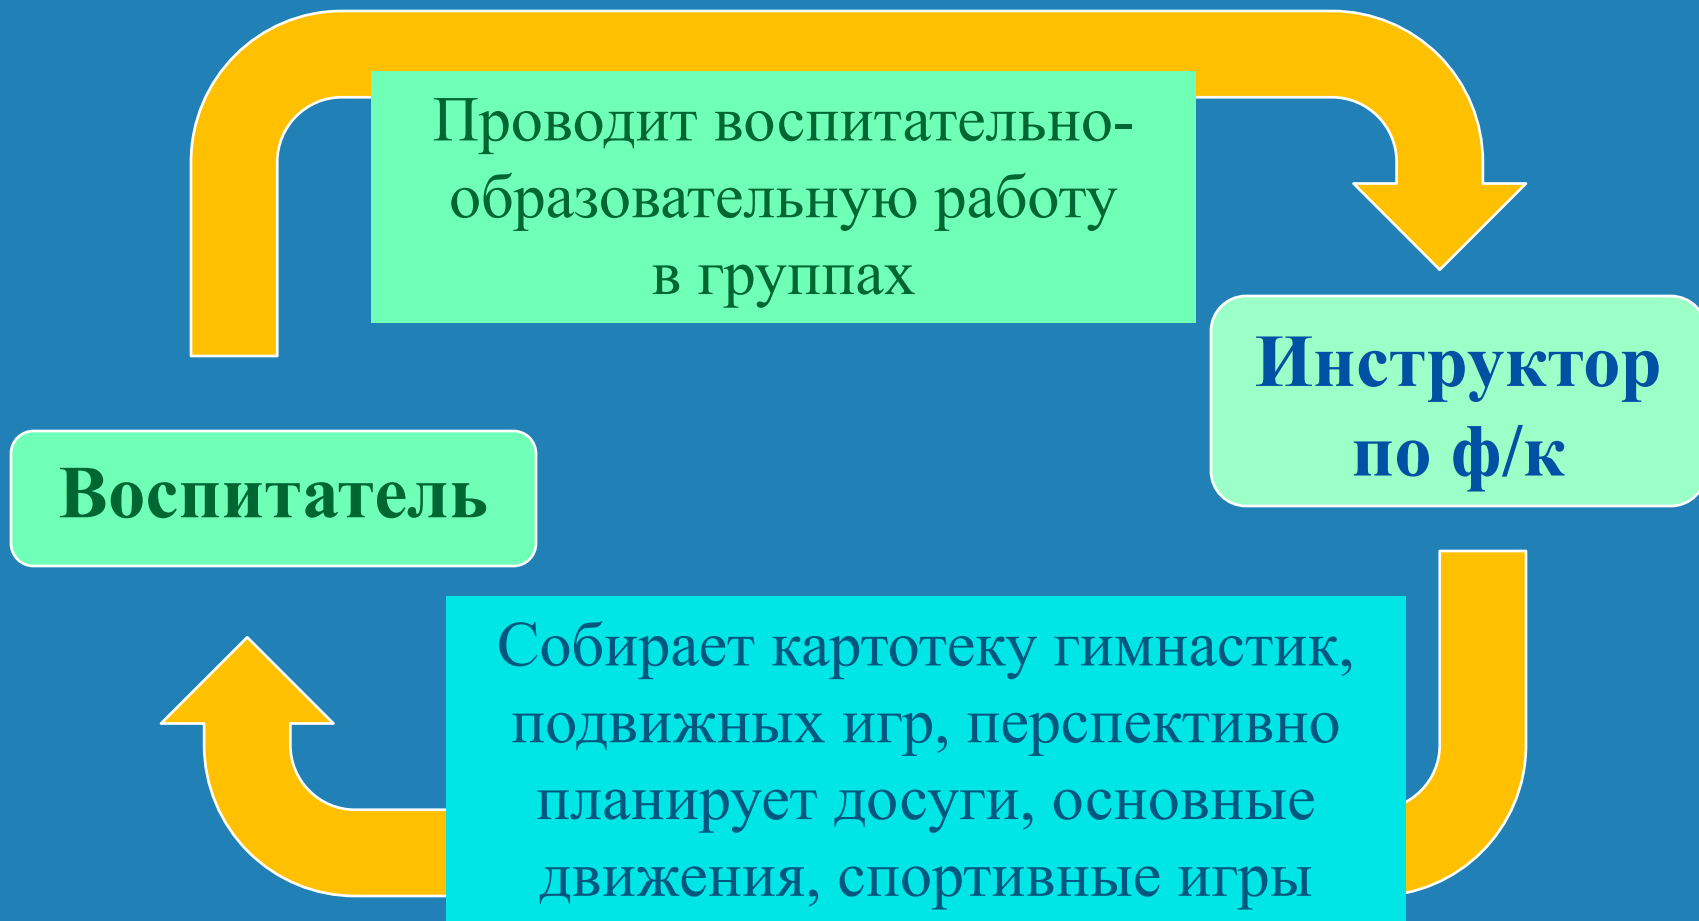 Проводит воспитательно-
образовательную работу
в группах
Инструктор
по ф/к
Воспитатель
Собирает картотеку гимнастик,
подвижных игр, перспективно
планирует досуги, основные
движения, спортивные игры